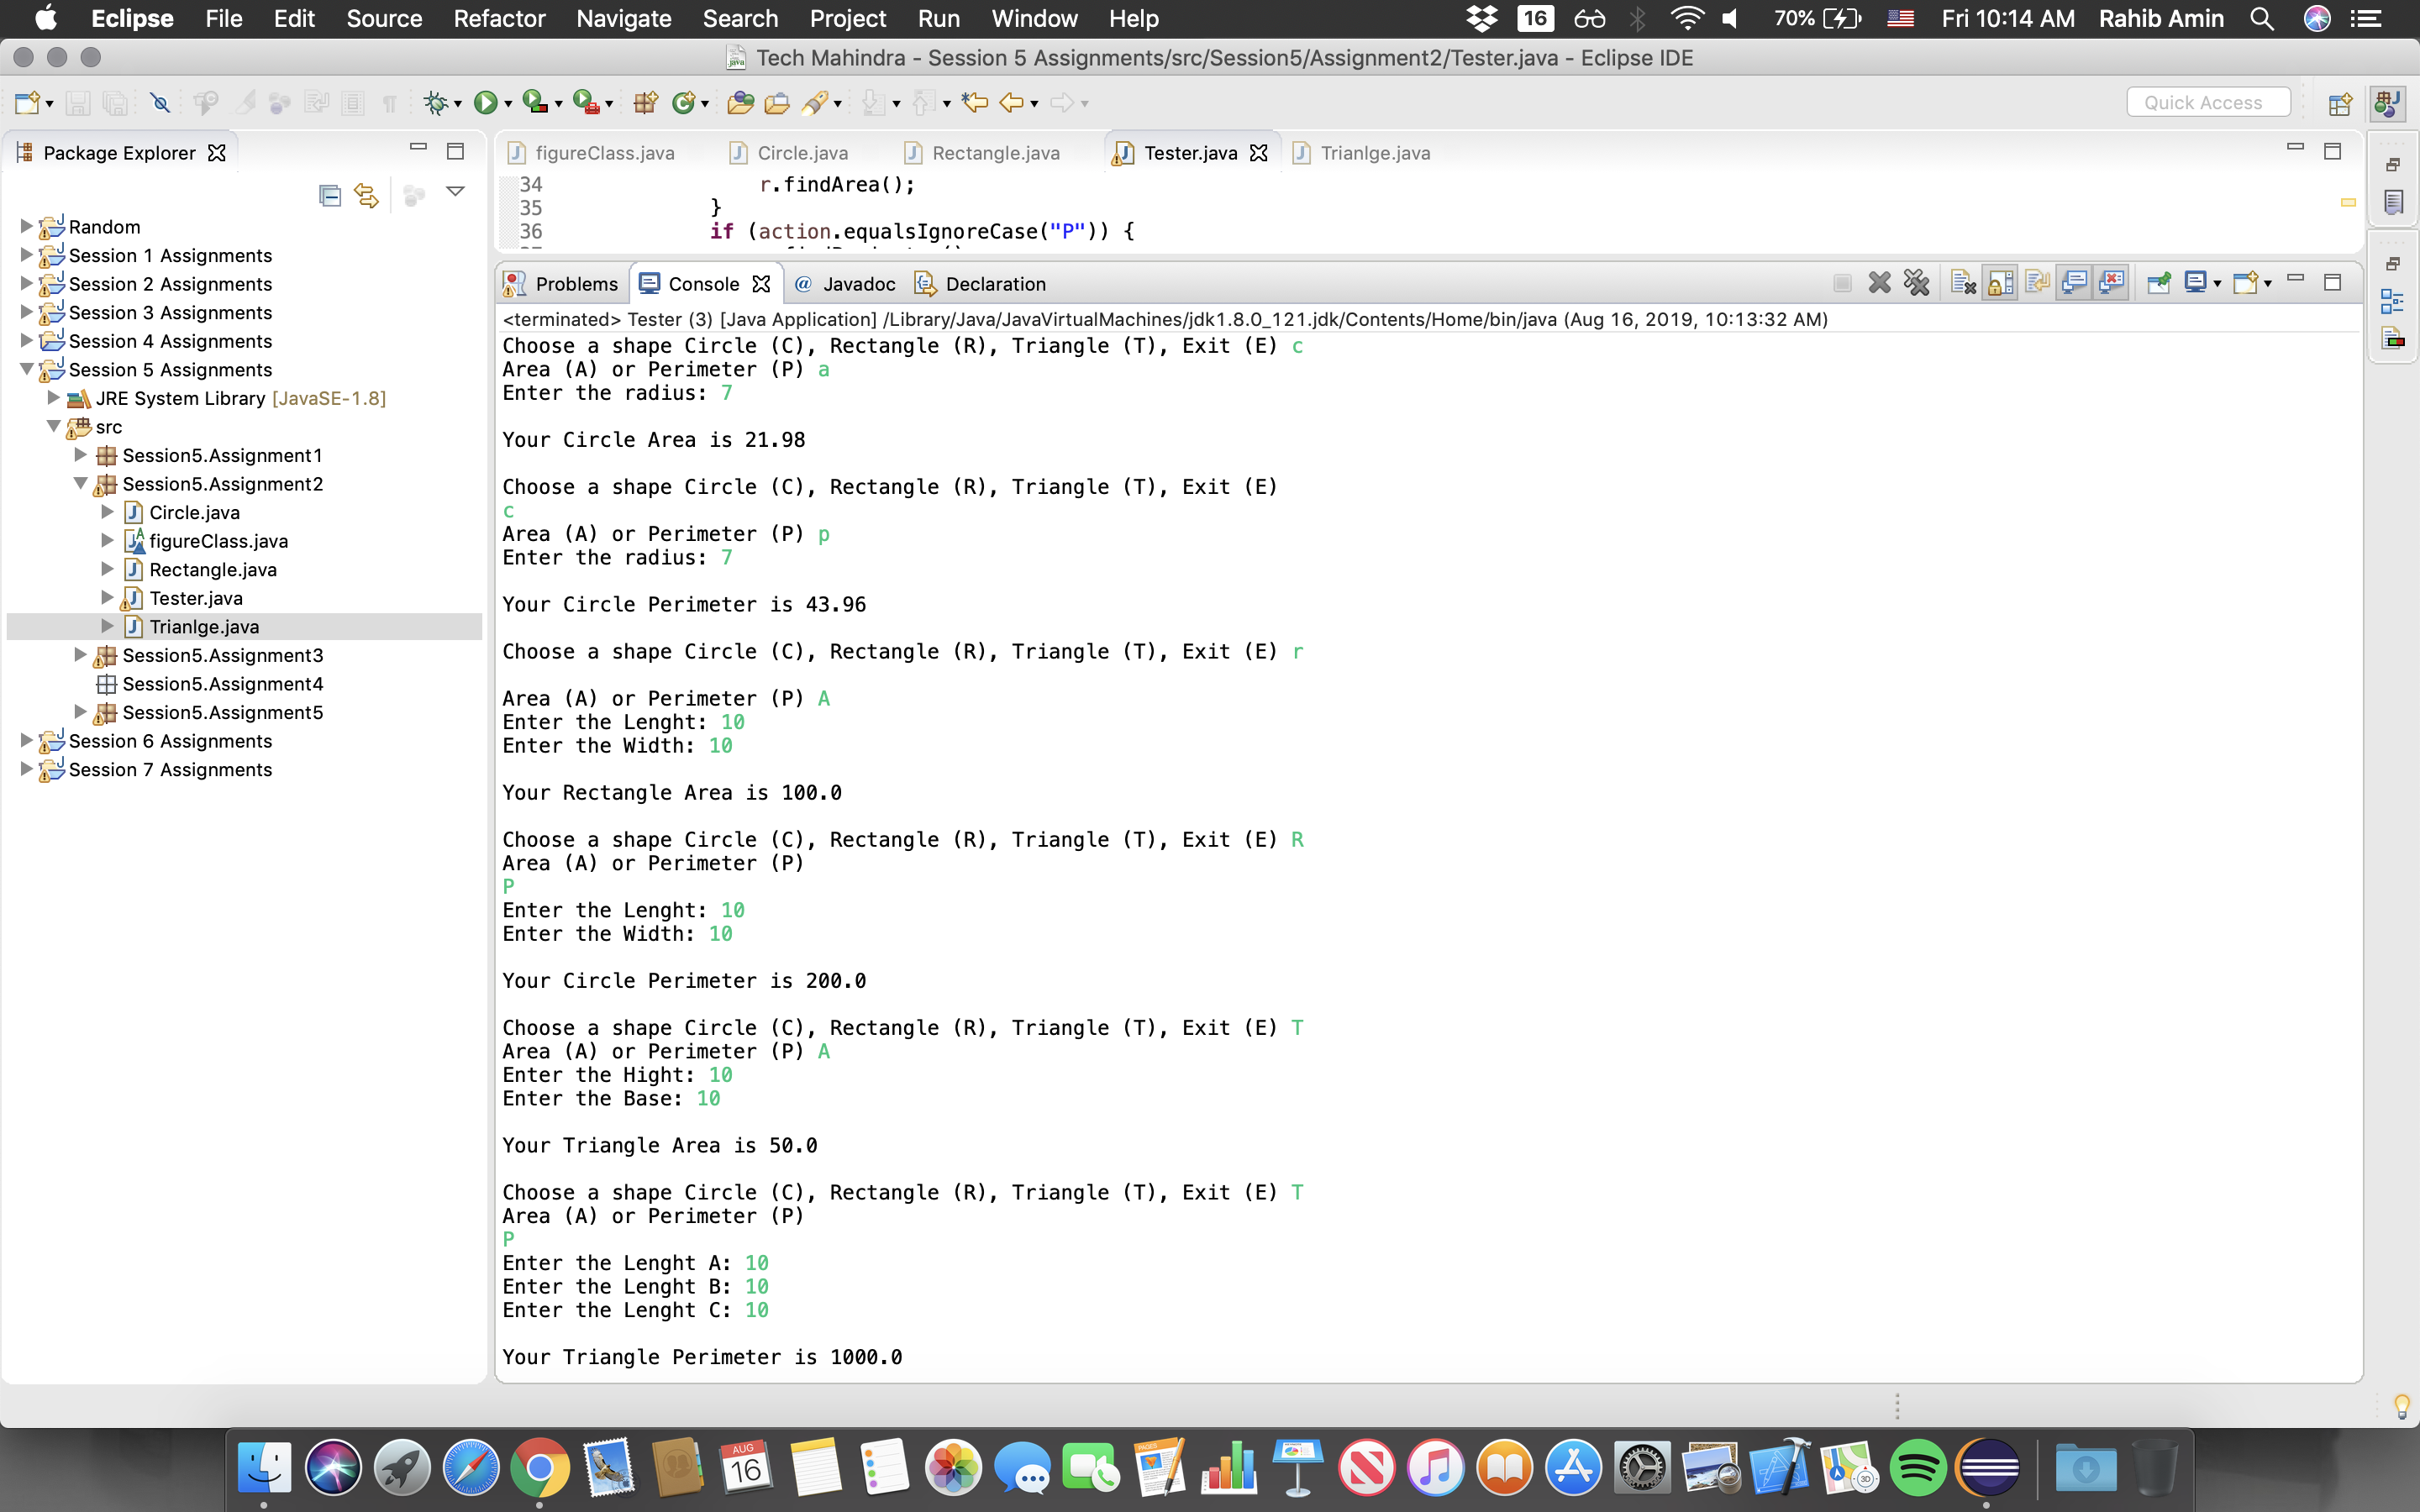 Eclipse File Edit Source Refactor Navigate Search Project Run Window Help 16 70% Fri 10:14 AM Rahib Amin
Tech Mahindra - Session 5 Assignments/src/Session5/Assignment2/Tester.java - Eclipse IDE
Quick Access
Package Explorer
Random
Session 1 Assignments
Session 2 Assignments
Session 3 Assignments
Session 4 Assignments
Session 5 Assignments
JRE System Library [JavaSE-1.8]
src
Session5.Assignment1
Session5.Assignment2
Circle.java
figureClass.java
Rectangle.java
Tester.java
Trianlge.java
Session5.Assignment3
Session5.Assignment4
Session5.Assignment5
Session 6 Assignments
Session 7 Assignments
figureClass.java Circle.java Rectangle.java Tester.java Trianlge.java
34 r.findArea();
35 }
36 if (action.equalsIgnoreCase("P")) {
Problems Console Javadoc Declaration
<terminated> Tester (3) [Java Application] /Library/Java/JavaVirtualMachines/jdk1.8.0_121.jdk/Contents/Home/bin/java (Aug 16, 2019, 10:13:32 AM)
Choose a shape Circle (C), Rectangle (R), Triangle (T), Exit (E) c
Area (A) or Perimeter (P) a
Enter the radius: 7
Your Circle Area is 21.98
Choose a shape Circle (C), Rectangle (R), Triangle (T), Exit (E)
c
Area (A) or Perimeter (P) p
Enter the radius: 7
Your Circle Perimeter is 43.96
Choose a shape Circle (C), Rectangle (R), Triangle (T), Exit (E) r
Area (A) or Perimeter (P) A
Enter the Lenght: 10
Enter the Width: 10
Your Rectangle Area is 100.0
Choose a shape Circle (C), Rectangle (R), Triangle (T), Exit (E) R
Area (A) or Perimeter (P)
P
Enter the Lenght: 10
Enter the Width: 10
Your Circle Perimeter is 200.0
Choose a shape Circle (C), Rectangle (R), Triangle (T), Exit (E) T
Area (A) or Perimeter (P) A
Enter the Hight: 10
Enter the Base: 10
Your Triangle Area is 50.0
Choose a shape Circle (C), Rectangle (R), Triangle (T), Exit (E) T
Area (A) or Perimeter (P)
P
Enter the Lenght A: 10
Enter the Lenght B: 10
Enter the Lenght C: 10
Your Triangle Perimeter is 1000.0
AUG
16
PAGES
3D